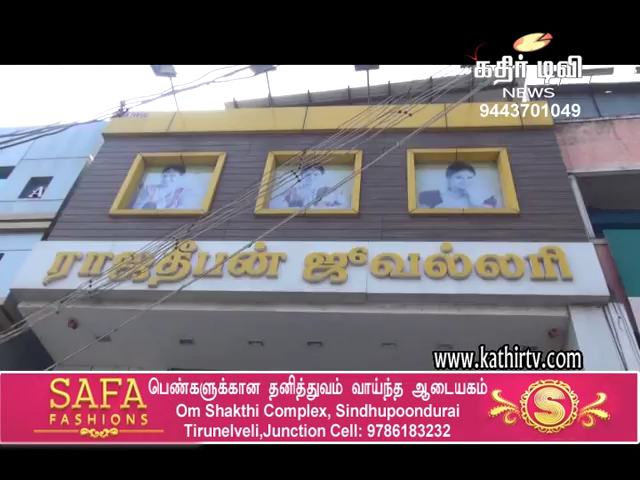 கதிர் டிவி
NEWS
9443701049
A
ராஜதீபன் ஜூவல்லரி
www.kathirtv.com
SAFA
FASHIONS
பெண்களுக்கான தனித்துவம் வாய்ந்த ஆடையகம்
Om Shakthi Complex, Sindhupoondurai
Tirunelveli,Junction Cell: 9786183232
S